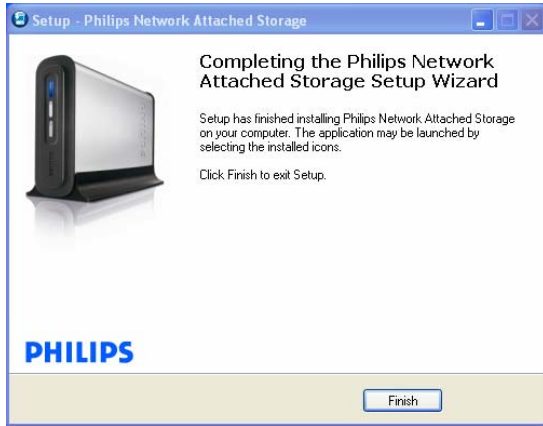 Setup - Philips Network Attached Storage
Completing the Philips Network
Attached Storage Setup Wizard
Setup has finished installing Philips Network Attached Storage
on your computer. The application may be launched by
selecting the installed icons.
Click Finish to exit Setup.
PHILIPS
Finish